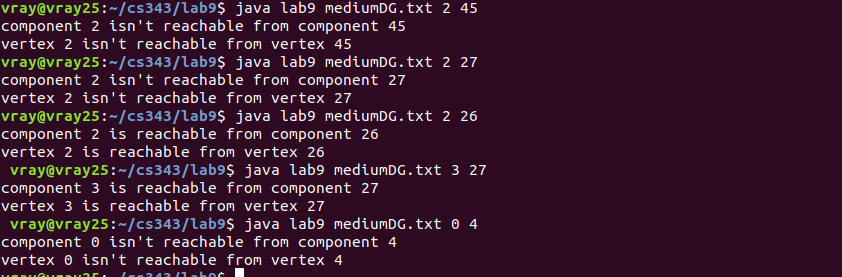 vray@vray25:~/cs343/lab9$ java lab9 mediumDG.txt 2 45
component 2 isn't reachable from component 45
vertex 2 isn't reachable from vertex 45
vray@vray25:~/cs343/lab9$ java lab9 mediumDG.txt 2 27
component 2 isn't reachable from component 27
vertex 2 isn't reachable from vertex 27
vray@vray25:~/cs343/lab9$ java lab9 mediumDG.txt 2 26
component 2 is reachable from component 26
vertex 2 is reachable from vertex 26
vray@vray25:~/cs343/lab9$ java lab9 mediumDG.txt 3 27
component 3 is reachable from component 27
vertex 3 is reachable from vertex 27
vray@vray25:~/cs343/lab9$ java lab9 mediumDG.txt 0 4
component 0 isn't reachable from component 4
vertex 0 isn't reachable from vertex 4
vray@vray25:~/cs343/lab9$